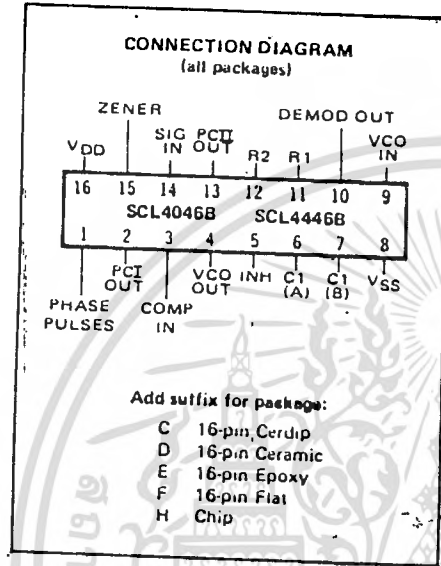 CONNECTION DIAGRAM
(all packages)
ZENER DEMOD OUT
VDD SIG IN PCII OUT R2 R1 VCO IN
16 15 14 13 12 11 10 9
SCL4046B SCL4446B
1 2 3 4 5 6 7 8
PHASE PULSES PCI OUT COMP IN VCO OUT INH C1 (A) C1 (B) VSS
Add suffix for package:
C 16-pin Cerdip
D 16-pin Ceramic
E 16-pin Epoxy
F 16-pin Flat
H Chip